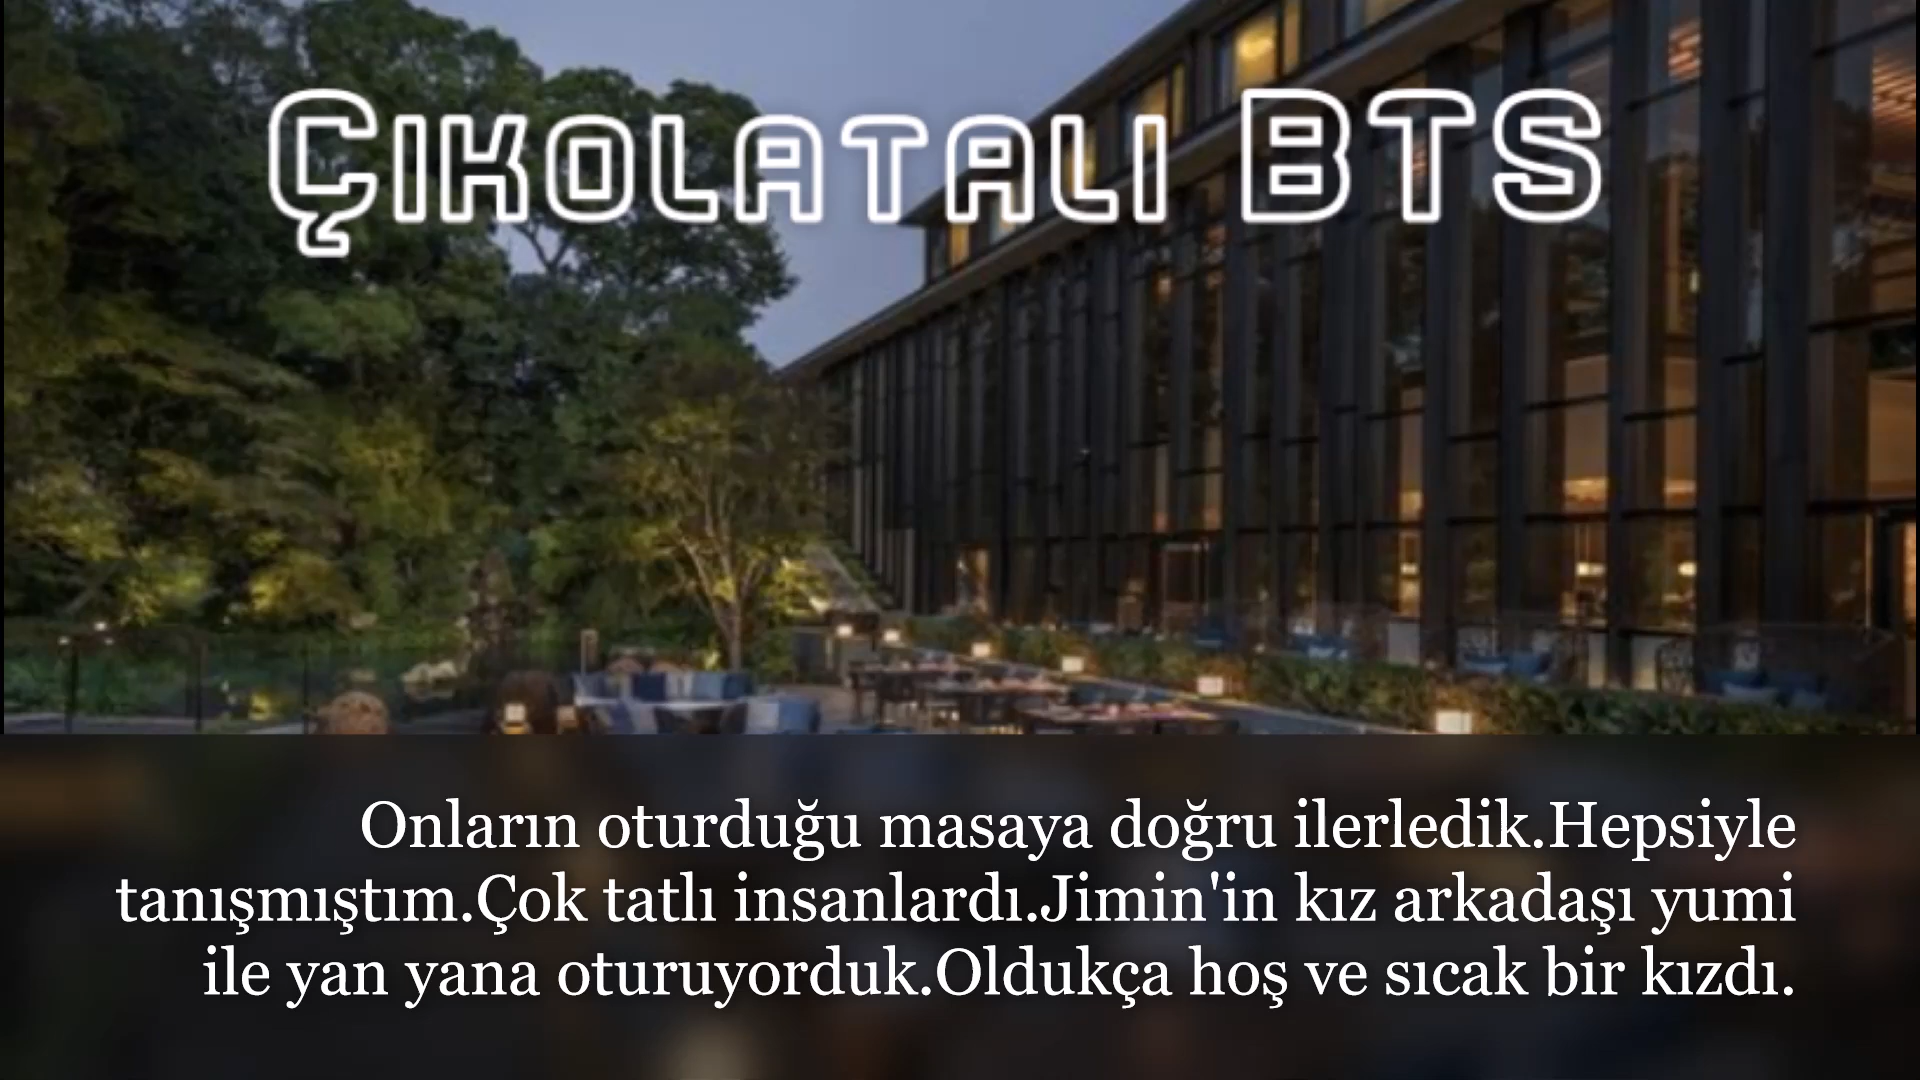 Çıkolatalı BTS
Onların oturduğu masaya doğru ilerledik.Hepsiyle
tanışmıştım.Çok tatlı insanlardı.Jimin'in kız arkadaşı yumi
ile yan yana oturuyorduk.Oldukça hoş ve sıcak bir kızdı.